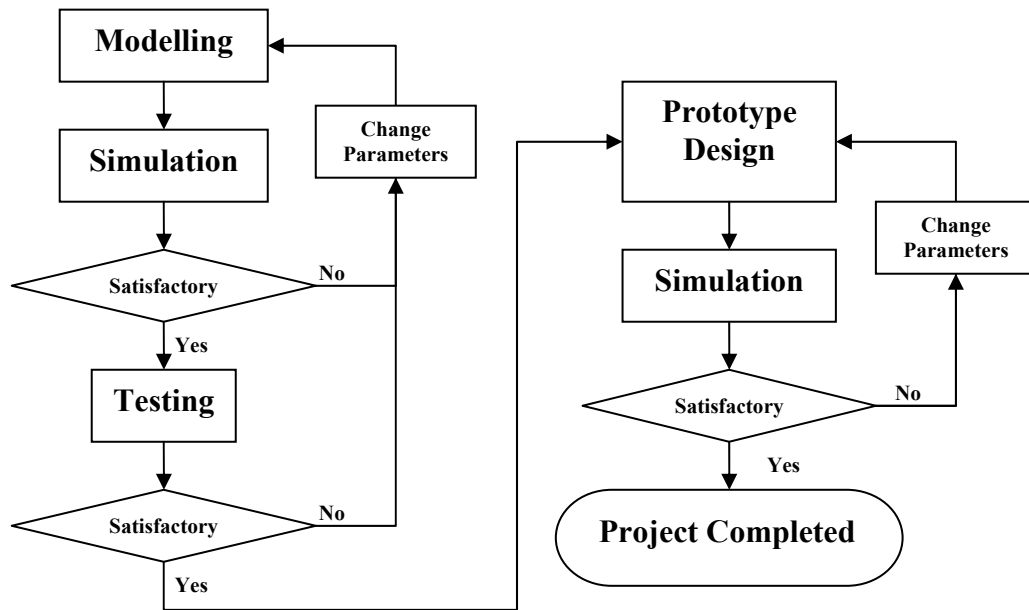 Modelling
Change
Parameters
Simulation
Satisfactory
No
Yes
Testing
Satisfactory
No
Yes
Prototype
Design
Change
Parameters
Simulation
Satisfactory
No
Yes
Project Completed